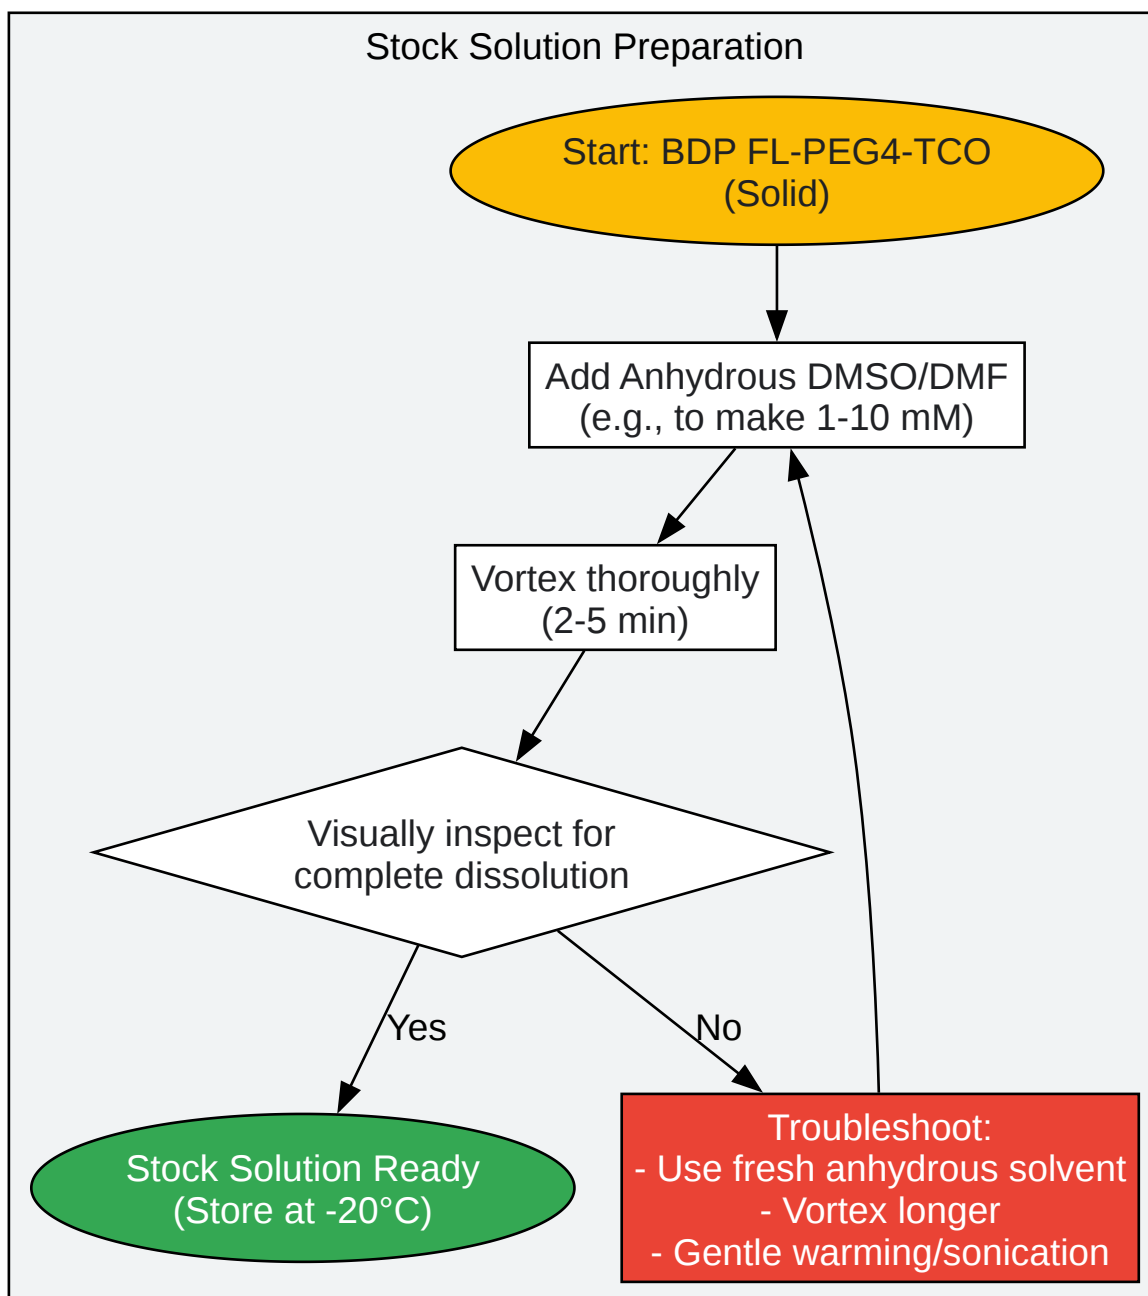 Stock Solution Preparation
Start: BDP FL-PEG4-TCO
(Solid)
Add Anhydrous DMSO/DMF
(e.g., to make 1-10 mM)
Vortex thoroughly
(2-5 min)
Visually inspect for
complete dissolution
Yes
No
Stock Solution Ready
(Store at -20°C)
Troubleshoot:
- Use fresh anhydrous solvent
- Vortex longer
- Gentle warming/sonication